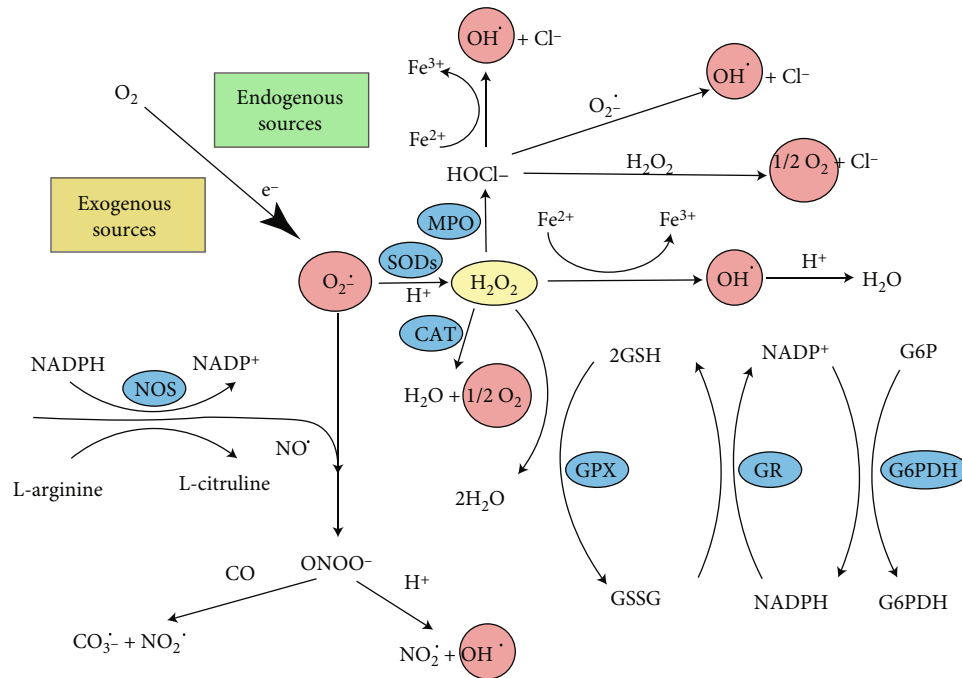 OH· + Cl–
Fe³⁺
Endogenous
sources
O₂
OH· + Cl–
O₂·–
Fe²⁺
HOCl–
H₂O₂
1/2 O₂ + Cl–
e–
Exogenous
sources
MPO
Fe²⁺
Fe³⁺
SODs
O₂·–
H⁺
H₂O₂
OH·
H⁺
H₂O
CAT
NADPH
NADP⁺
NOS
2GSH
NADP⁺
G6P
H₂O + 1/2 O₂
NO·
L-arginine
L-citruline
GPX
GR
G6PDH
2H₂O
ONOO–
CO
H⁺
GSSG
NADPH
G6PDH
CO₃·– + NO₂·
NO₂· + OH·